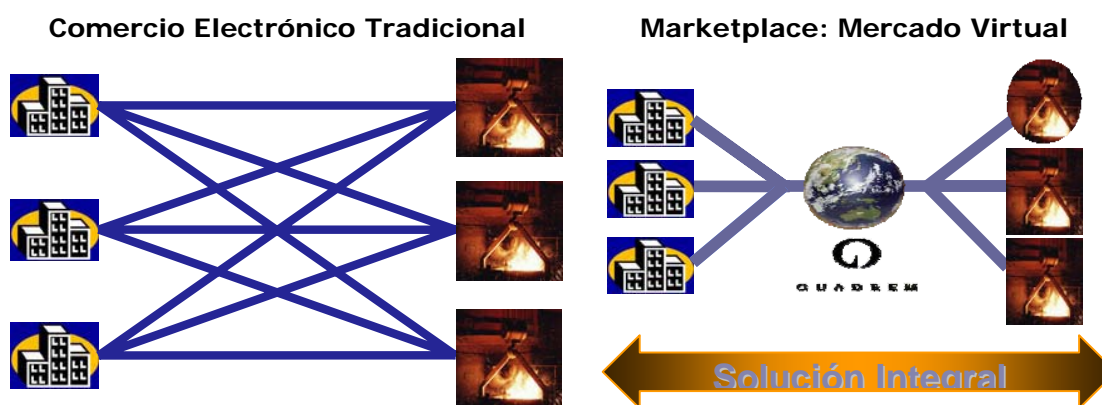 Comercio Electrónico Tradicional
Marketplace: Mercado Virtual
QUADREM
Solución Integral